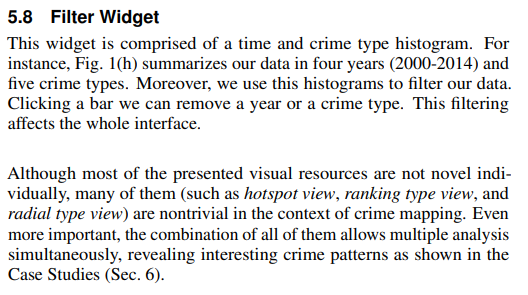 5.8 Filter Widget
This widget is comprised of a time and crime type histogram. For
instance, Fig. 1(h) summarizes our data in four years (2000-2014) and
five crime types. Moreover, we use this histograms to filter our data.
Clicking a bar we can remove a year or a crime type. This filtering
affects the whole interface.
Although most of the presented visual resources are not novel indi-
vidually, many of them (such as hotspot view, ranking type view, and
radial type view) are nontrivial in the context of crime mapping. Even
more important, the combination of all of them allows multiple analysis
simultaneously, revealing interesting crime patterns as shown in the
Case Studies (Sec. 6).